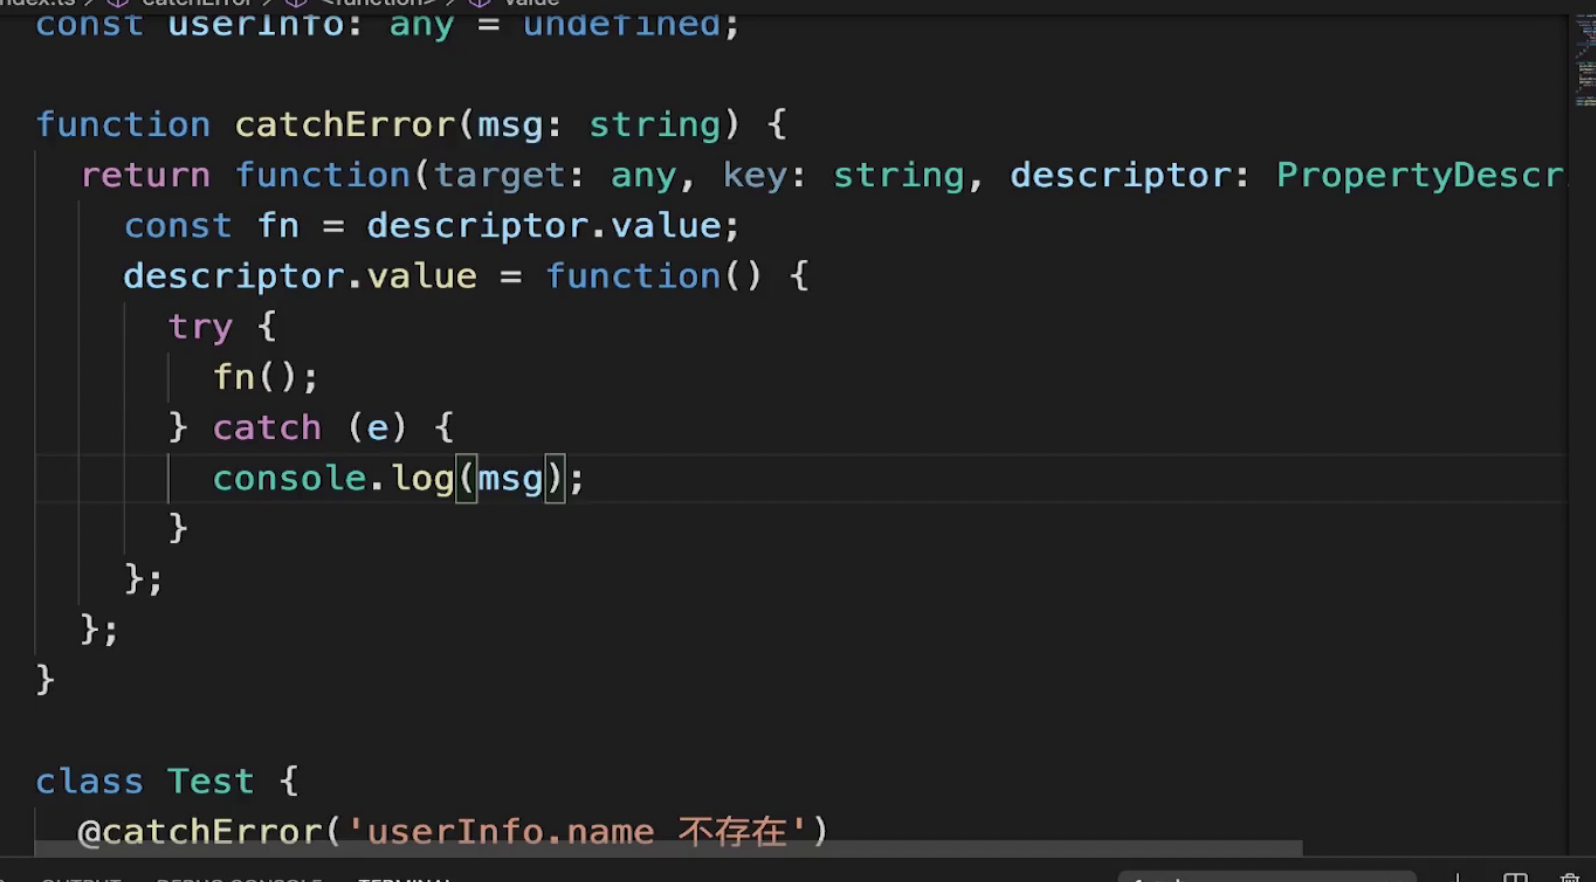 index.ts > catchError > <function> > value
const userInfo: any = undefined;
function catchError(msg: string) {
return function(target: any, key: string, descriptor: PropertyDescr
const fn = descriptor.value;
descriptor.value = function() {
try {
fn();
} catch (e) {
console.log(msg);
}
};
};
}
class Test {
@catchError('userInfo.name 不存在')
OUTPUT DEBUG CONSOLE TERMINAL